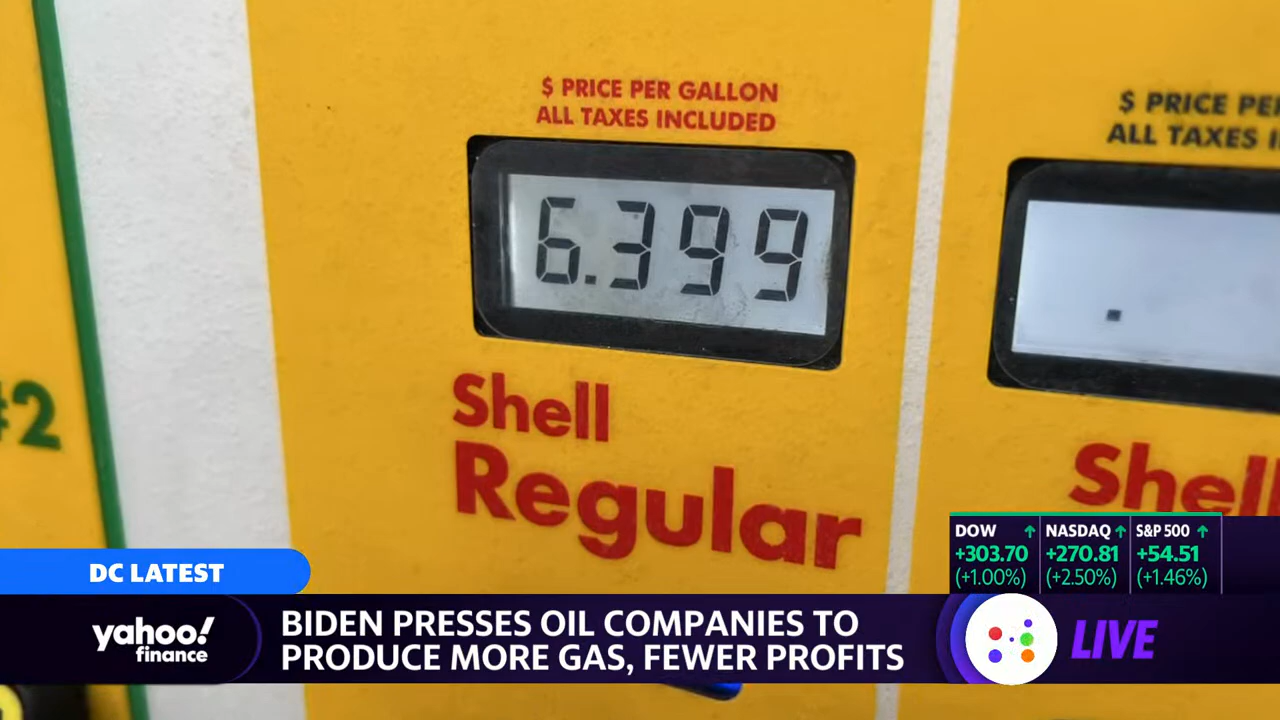 $ PRICE PER GALLON
ALL TAXES INCLUDED
6.399
Shell
Regular
$ PRICE
ALL TAXES
Shell
#2
DOW ↑
+303.70
(+1.00%)
NASDAQ ↑
+270.81
(+2.50%)
S&P 500 ↑
+54.51
(+1.46%)
DC LATEST
yahoo!
finance
BIDEN PRESSES OIL COMPANIES TO
PRODUCE MORE GAS, FEWER PROFITS
LIVE